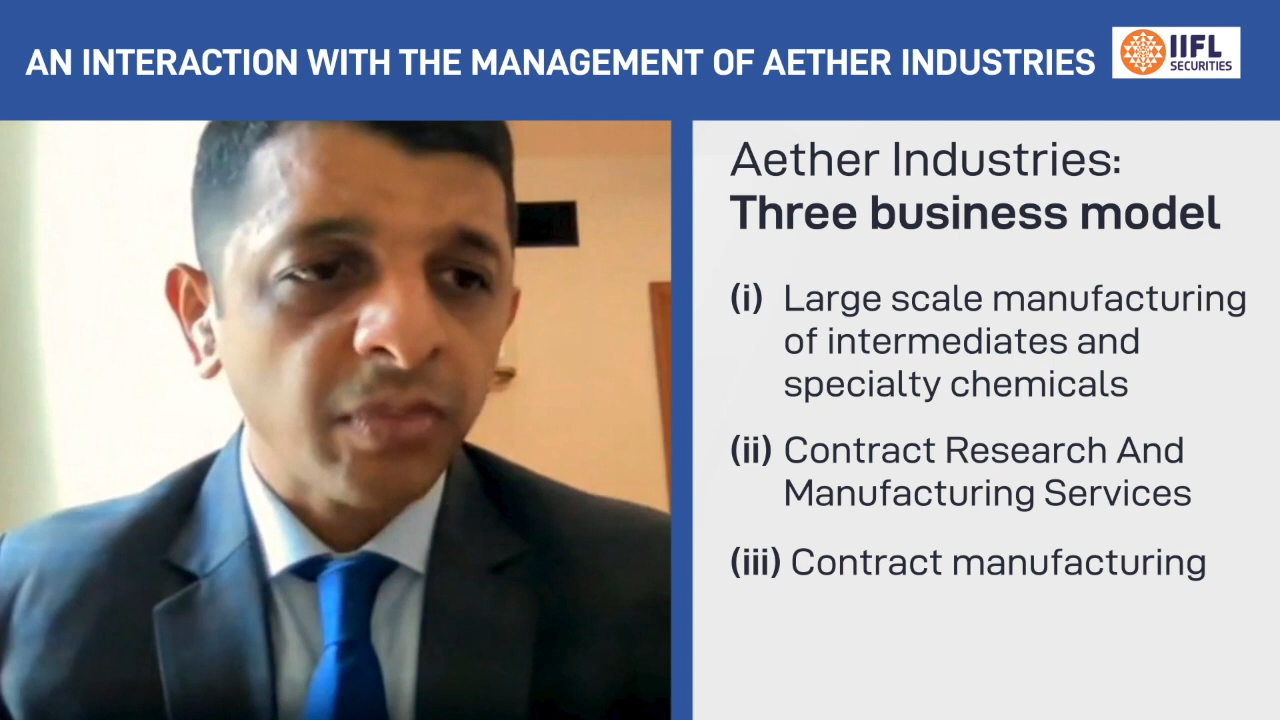 AN INTERACTION WITH THE MANAGEMENT OF AETHER INDUSTRIES
IIFL
SECURITIES
Aether Industries:
Three business model
(i) Large scale manufacturing
of intermediates and
specialty chemicals
(ii) Contract Research And
Manufacturing Services
(iii) Contract manufacturing